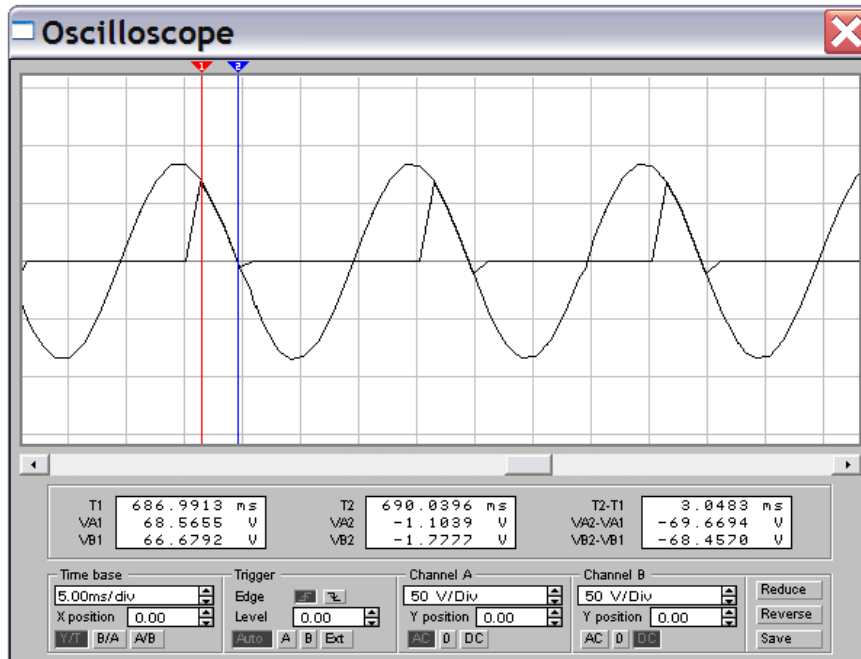 Oscilloscope
1 2
T1 686.9913 ms T2 690.0396 ms T2-T1 3.0483 ms
VA1 68.5655 V VA2 -1.1039 V VA2-VA1 -69.6694 V
VB1 66.6792 V VB2 -1.7777 V VB2-VB1 -68.4570 V
Time base Trigger Channel A Channel B
5.00ms/div Edge 50 V/Div 50 V/Div Reduce
X position 0.00 Level 0.00 Y position 0.00 Y position 0.00 Reverse
Y/T B/A A/B Auto A B Ext AC 0 DC AC 0 DC Save